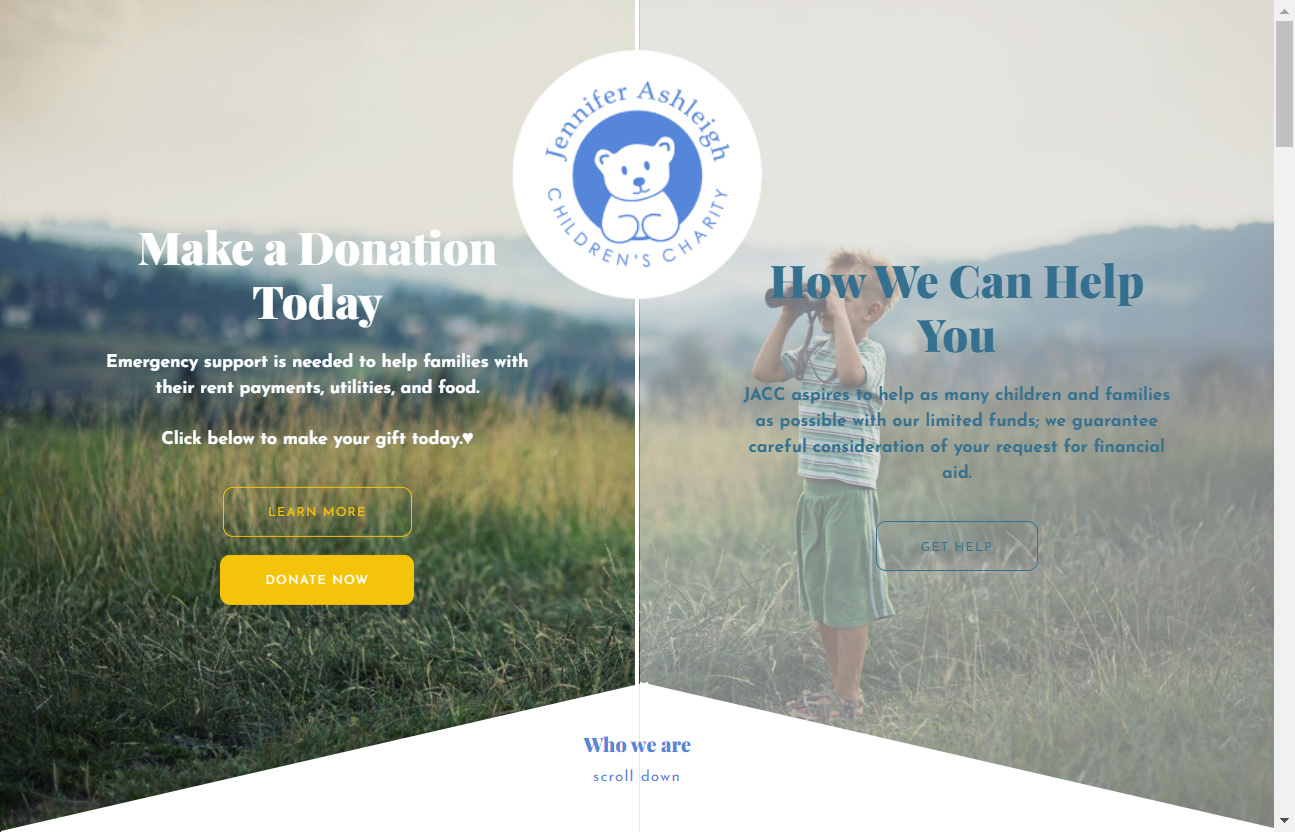 Jennifer Ashleigh
CHILDREN'S CHARITY
Make a Donation
Today
Emergency support is needed to help families with
their rent payments, utilities, and food.
Click below to make your gift today.♥
LEARN MORE
DONATE NOW
How We Can Help
You
JACC aspires to help as many children and families
as possible with our limited funds; we guarantee
careful consideration of your request for financial
aid.
GET HELP
Who we are
scroll down